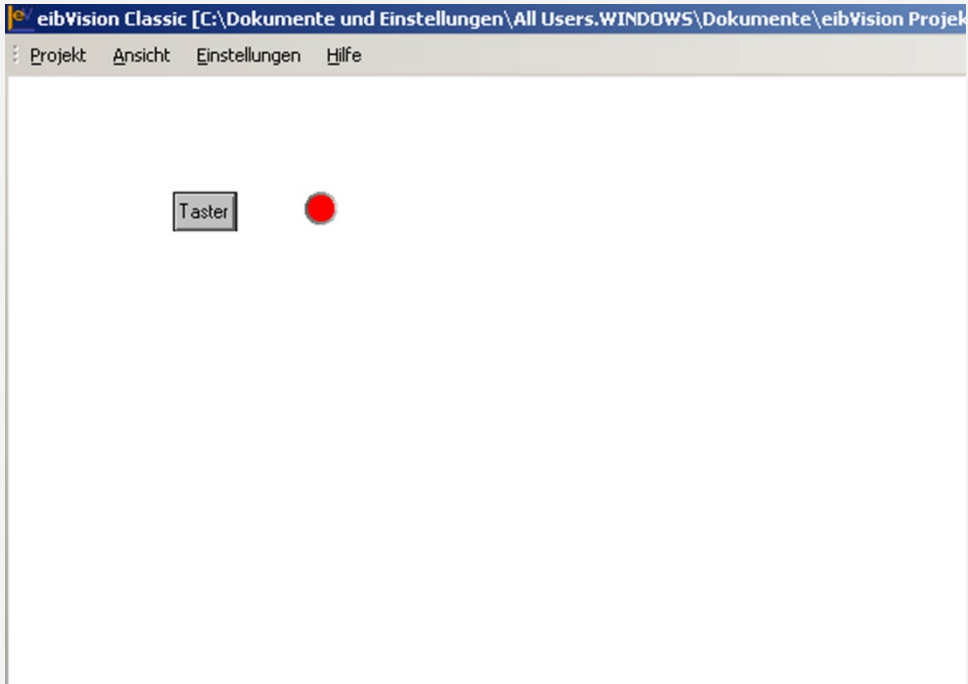 eibVision Classic [C:\Dokumente und Einstellungen\All Users.WINDOWS\Dokumente\eibVision Projek
Projekt Ansicht Einstellungen Hilfe
Taster